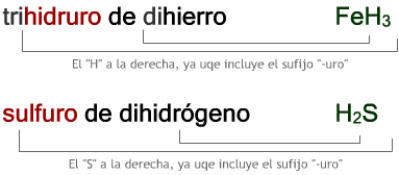 trihidruro de dihierro FeH3
El "H" a la derecha, ya uqe incluye el sufijo "-uro"
sulfuro de dihidrógeno H2S
El "S" a la derecha, ya uqe incluye el sufijo "-uro"